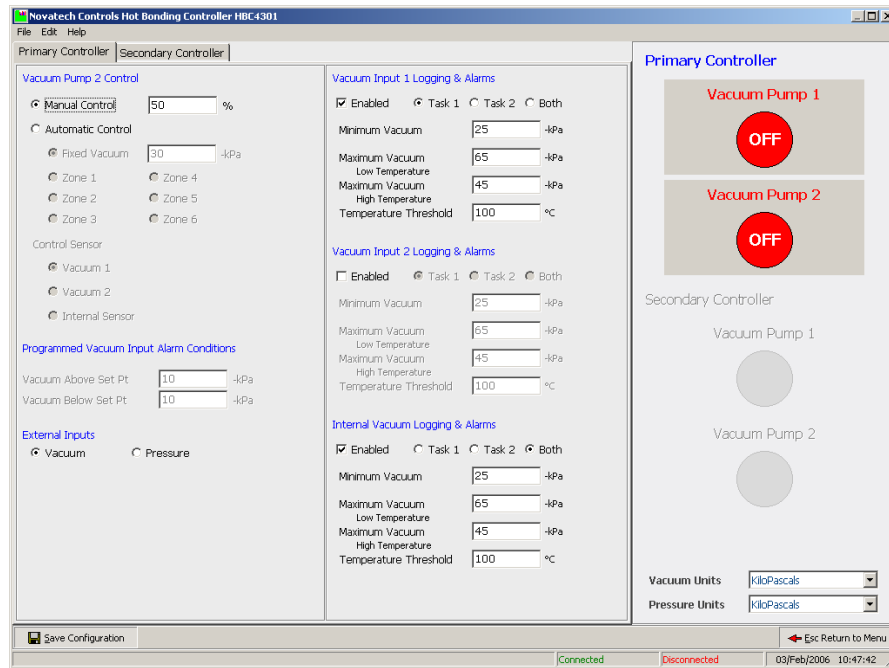 Novatech Controls Hot Bonding Controller HBC4301
File Edit Help
Primary Controller Secondary Controller
Vacuum Pump 2 Control
Manual Control 50 %
Automatic Control
Fixed Vacuum 30 -kPa
Zone 1 Zone 4
Zone 2 Zone 5
Zone 3 Zone 6
Control Sensor
Vacuum 1
Vacuum 2
Internal Sensor
Programmed Vacuum Input Alarm Conditions
Vacuum Above Set Pt 10 -kPa
Vacuum Below Set Pt 10 -kPa
External Inputs
Vacuum Pressure
Vacuum Input 1 Logging & Alarms
Enabled Task 1 Task 2 Both
Minimum Vacuum 25 -kPa
Maximum Vacuum 65 -kPa
Low Temperature
Maximum Vacuum 45 -kPa
High Temperature
Temperature Threshold 100 °C
Vacuum Input 2 Logging & Alarms
Enabled Task 1 Task 2 Both
Minimum Vacuum 25 -kPa
Maximum Vacuum 65 -kPa
Low Temperature
Maximum Vacuum 45 -kPa
High Temperature
Temperature Threshold 100 °C
Internal Vacuum Logging & Alarms
Enabled Task 1 Task 2 Both
Minimum Vacuum 25 -kPa
Maximum Vacuum 65 -kPa
Low Temperature
Maximum Vacuum 45 -kPa
High Temperature
Temperature Threshold 100 °C
Primary Controller
Vacuum Pump 1
OFF
Vacuum Pump 2
OFF
Secondary Controller
Vacuum Pump 1
Vacuum Pump 2
Vacuum Units KiloPascals
Pressure Units KiloPascals
Save Configuration Esc Return to Menu
Connected Disconnected 03/Feb/2006 10:47:42